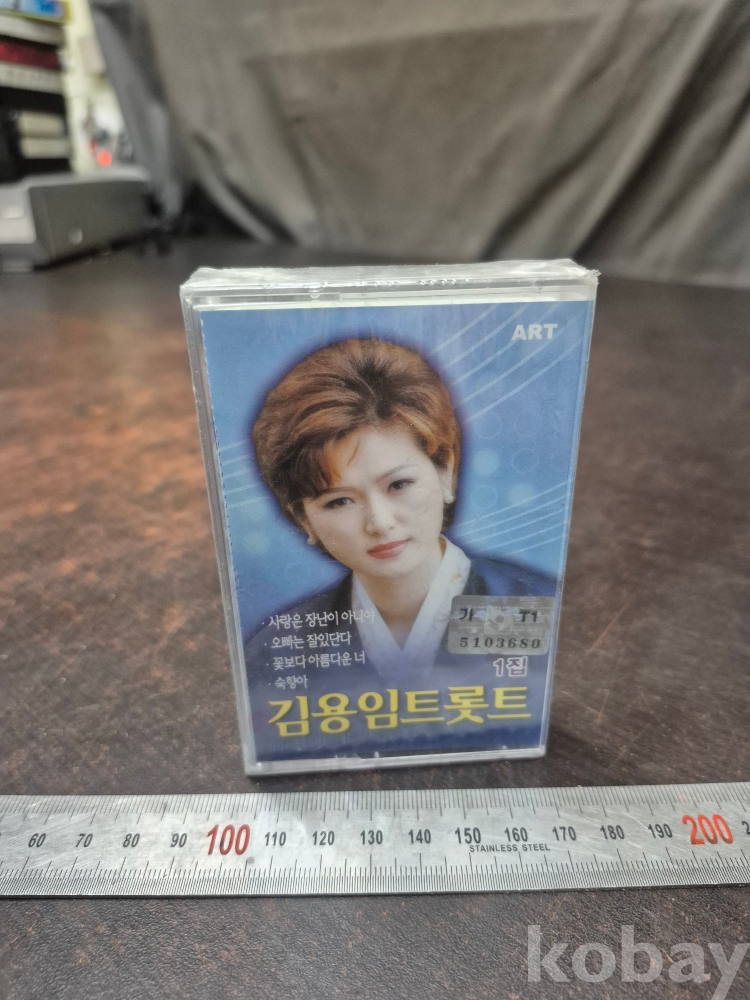 ART
· 사랑은 장난이 아니야
· 오빠는 잘있단다
· 꽃보다 아름다운 너
· 숙향아
가 T1
5103680
1집
김용임트롯트
60 70 80 90 100 110 120 130 140 150 160 170 180 190 200
STAINLESS STEEL
kobay